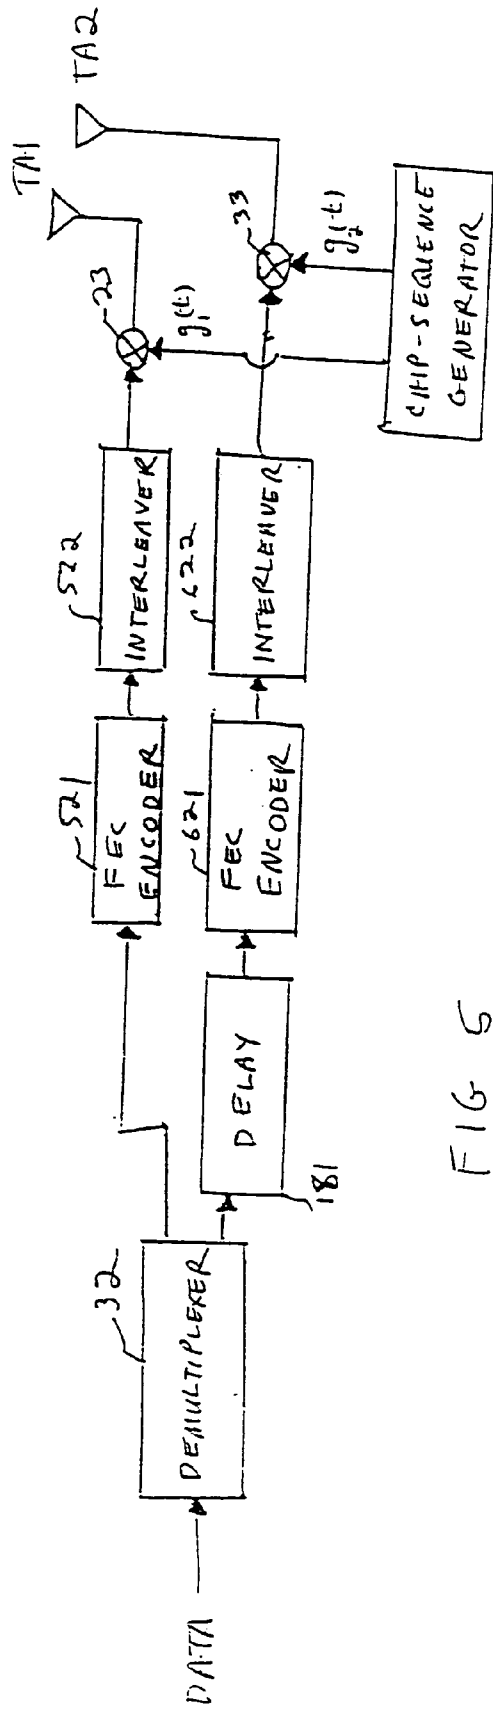 DATA
32
DEMULTIPLEXER
DELAY
181
521
FEC
ENCODER
621
FEC
ENCODER
522
INTERLEAVER
622
INTERLEAVER
23
g1(t)
33
g2(t)
TA1
TA2
CHIP-SEQUENCE
GENERATOR
FIG 5